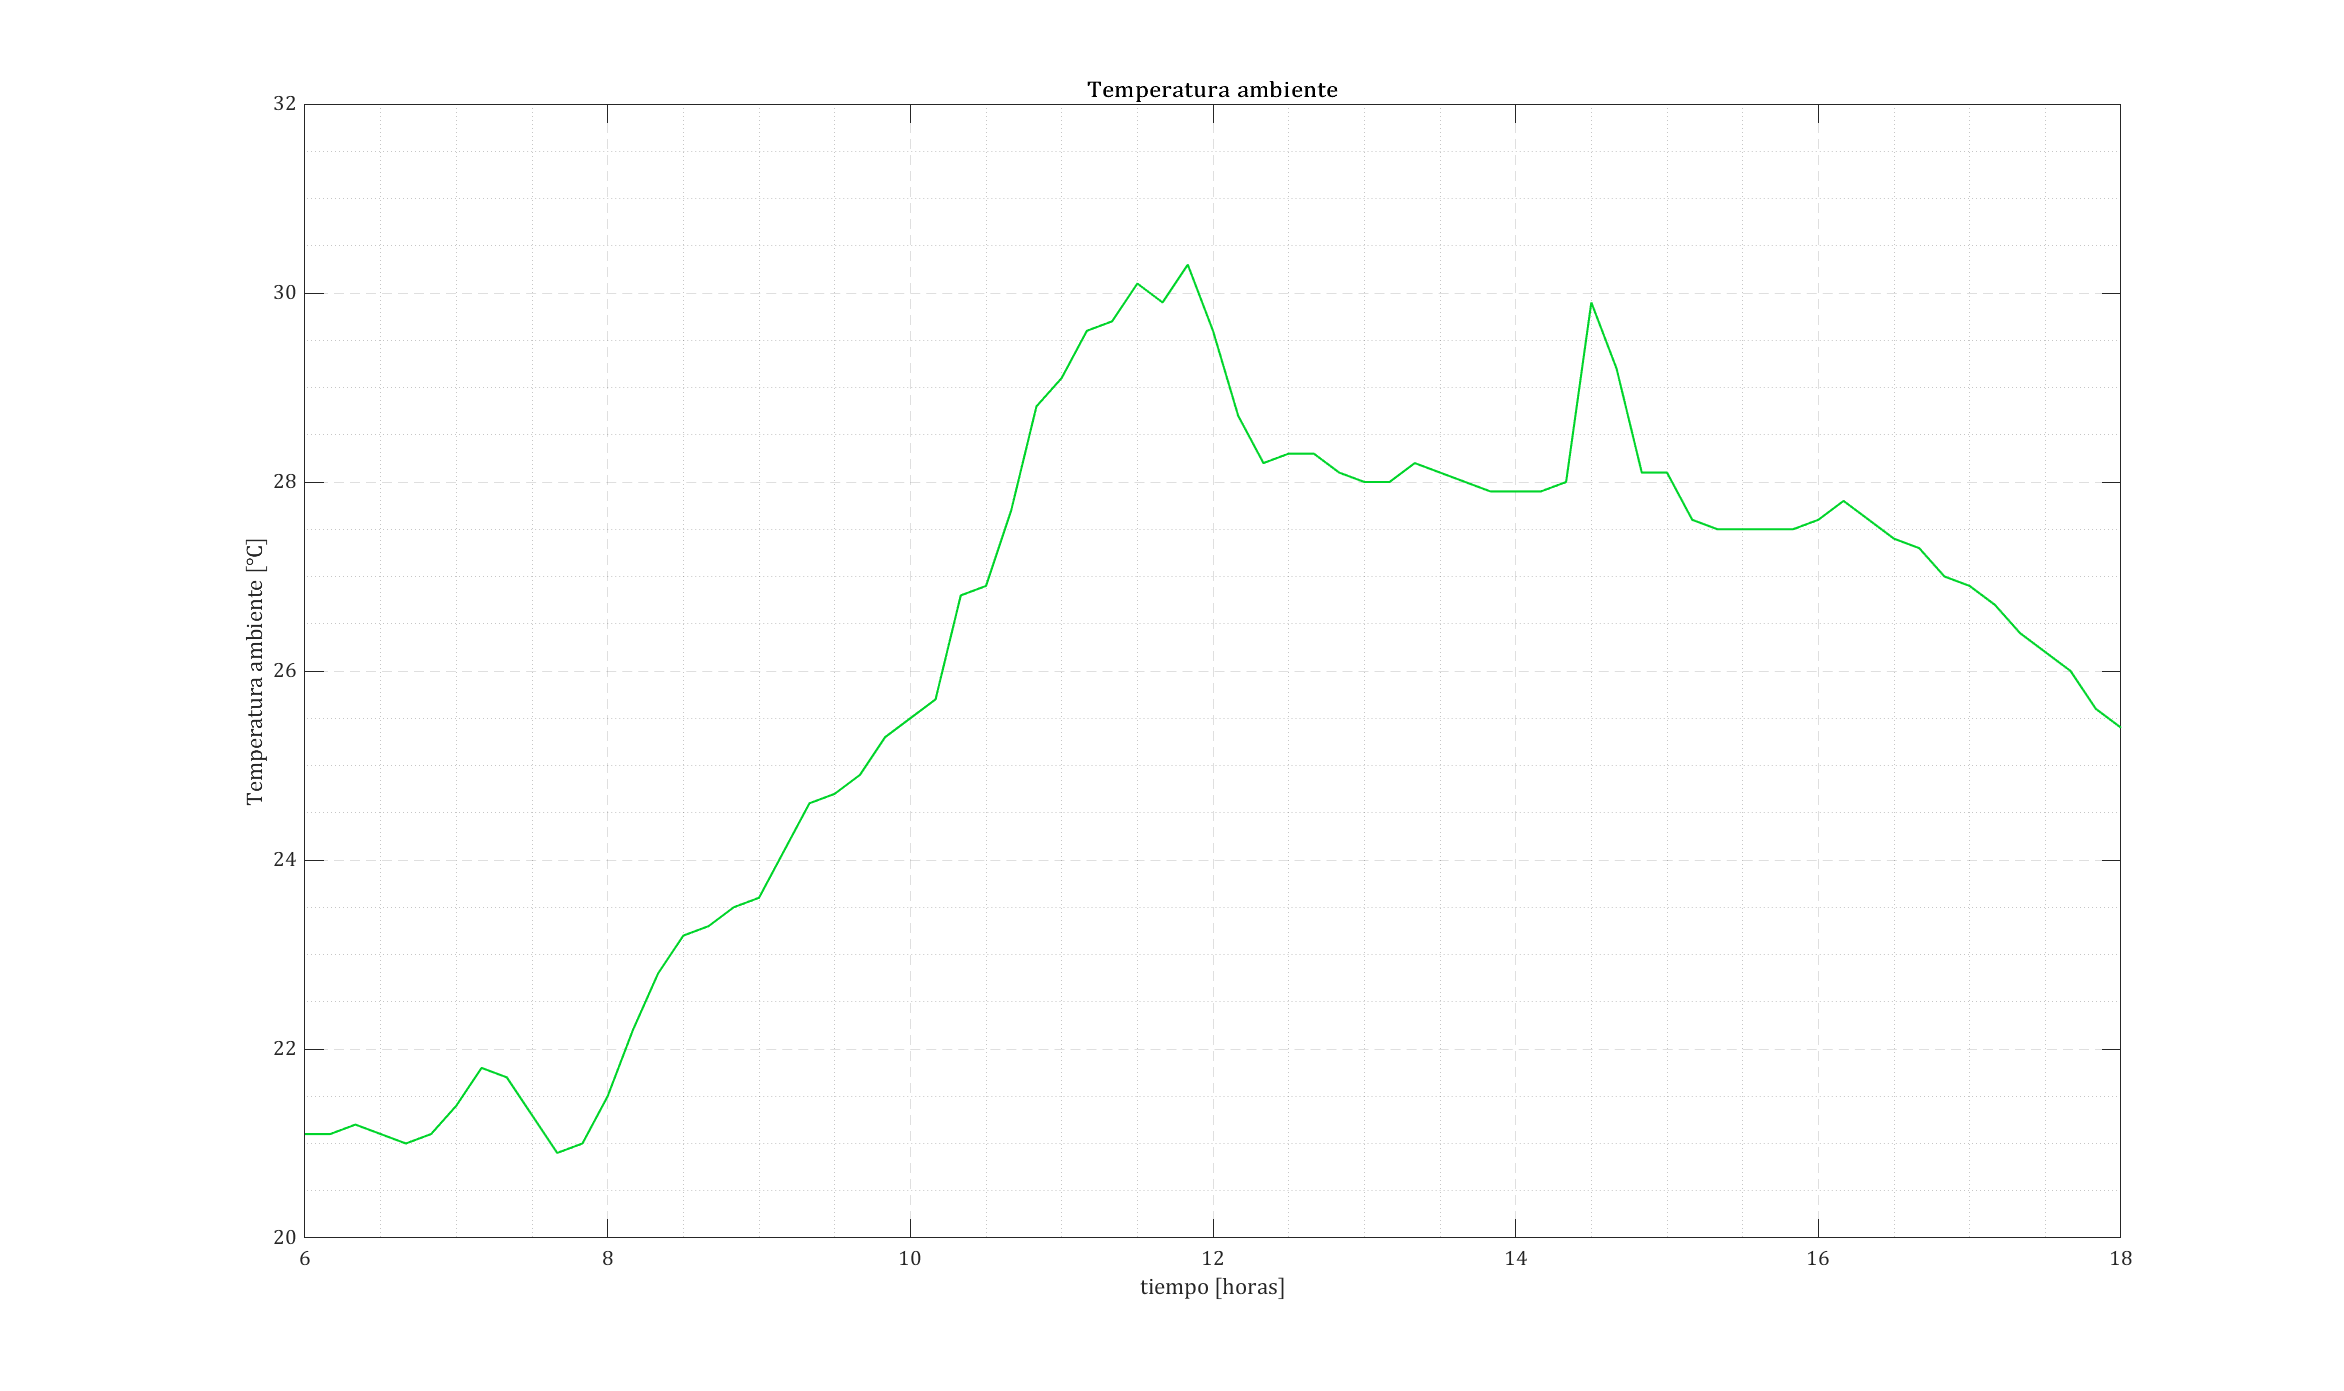 Temperatura ambiente
32
30
28
26
24
22
20
Temperatura ambiente [°C]
6 8 10 12 14 16 18
tiempo [horas]